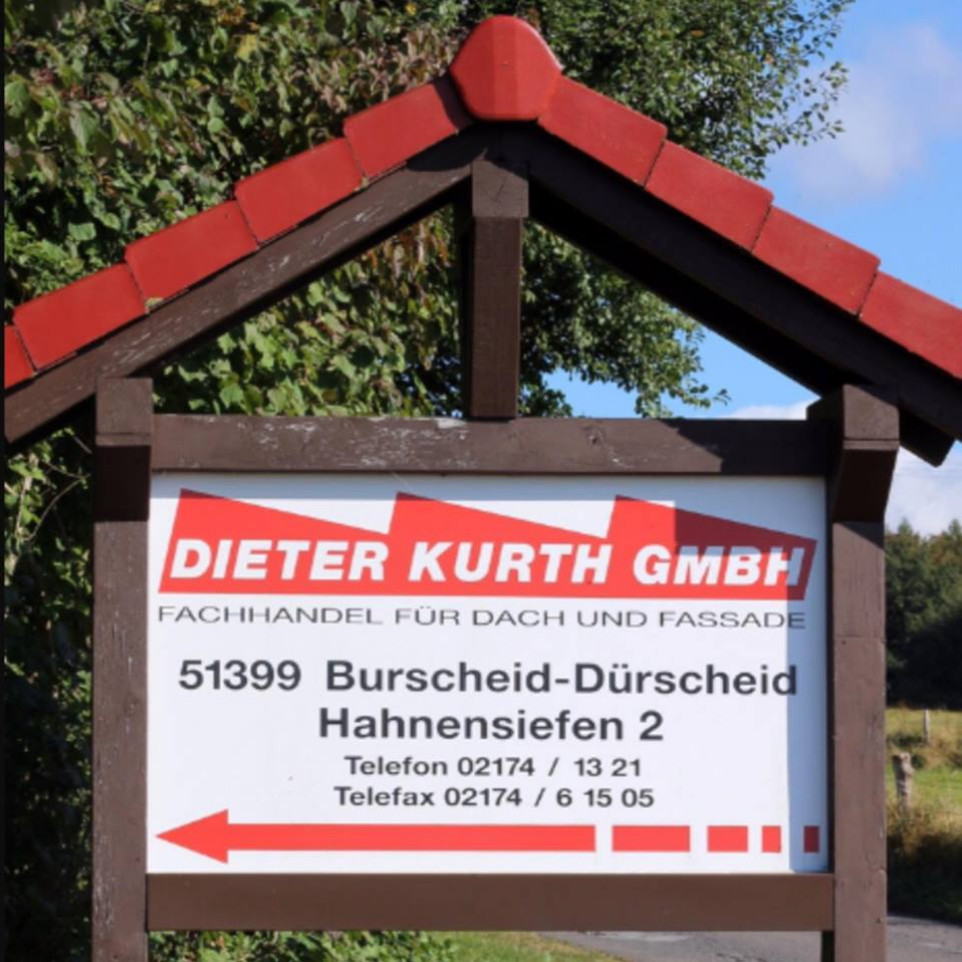 DIETER KURTH GMBH
FACHHANDEL FÜR DACH UND FASSADE
51399 Burscheid-Dürscheid
Hahnensiefen 2
Telefon 02174 / 13 21
Telefax 02174 / 6 15 05